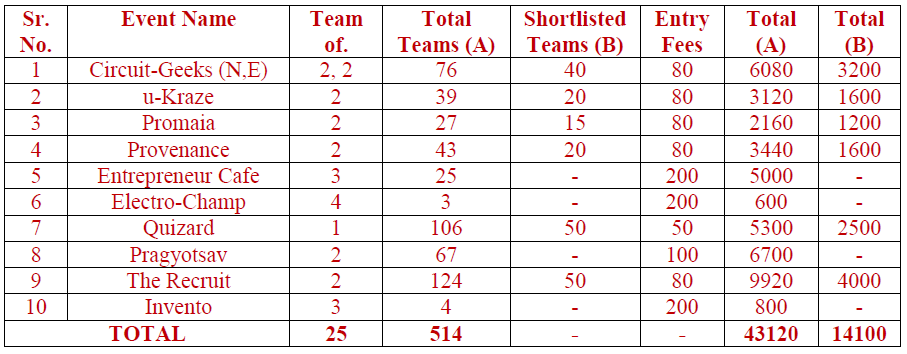 Sr. No. Event Name Team of. Total Teams (A) Shortlisted Teams (B) Entry Fees Total (A) Total (B)
1 Circuit-Geeks (N,E) 2, 2 76 40 80 6080 3200
2 u-Kraze 2 39 20 80 3120 1600
3 Promaia 2 27 15 80 2160 1200
4 Provenance 2 43 20 80 3440 1600
5 Entrepreneur Cafe 3 25 - 200 5000 -
6 Electro-Champ 4 3 - 200 600 -
7 Quizard 1 106 50 50 5300 2500
8 Pragyotsav 2 67 - 100 6700 -
9 The Recruit 2 124 50 80 9920 4000
10 Invento 3 4 - 200 800 -
TOTAL 25 514 - - 43120 14100